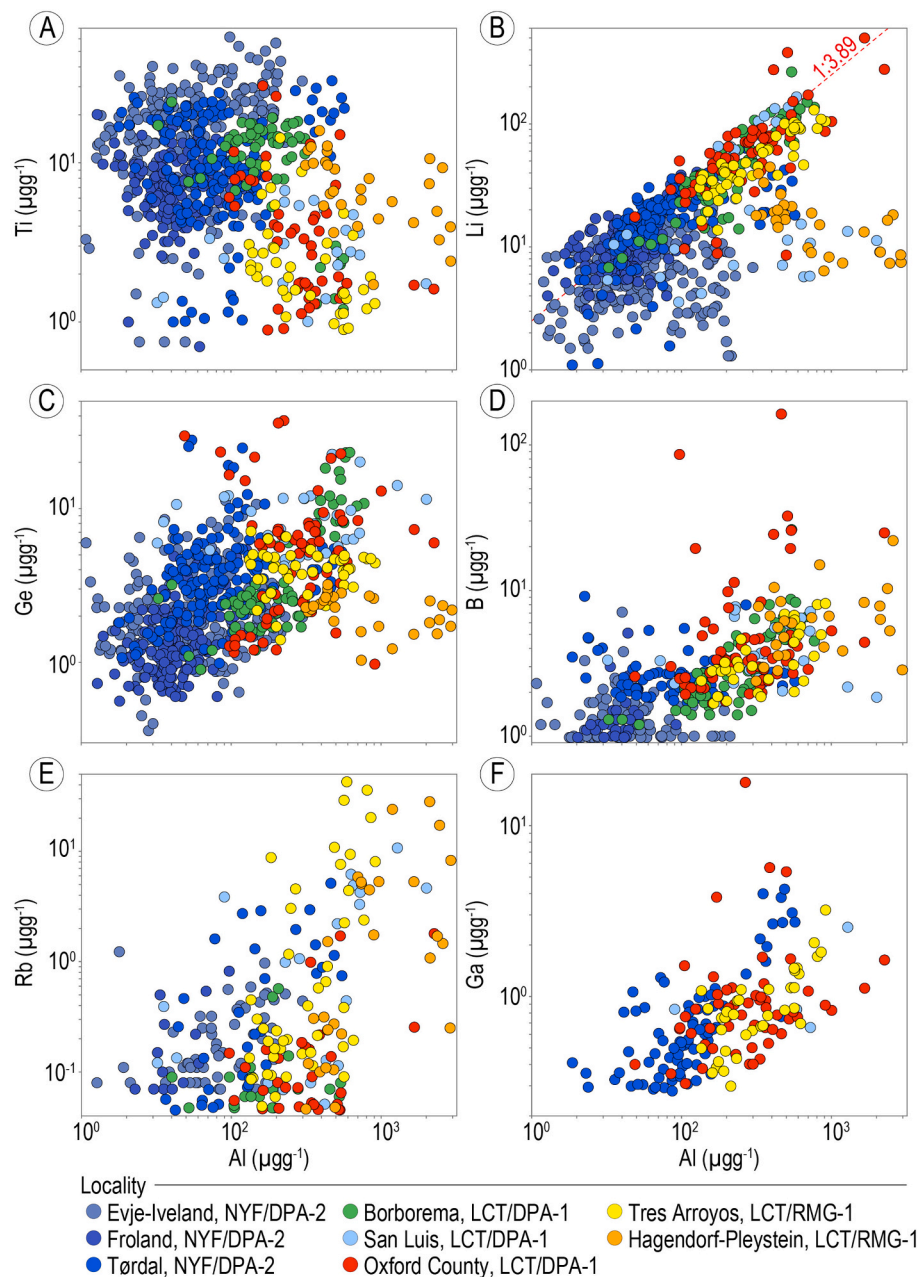 A
B
1:3.89
Ti (µgg⁻¹)
10¹
10⁰
Li (µgg⁻¹)
10²
10¹
10⁰
C
D
Ge (µgg⁻¹)
10¹
10⁰
B (µgg⁻¹)
10²
10¹
10⁰
E
F
Rb (µgg⁻¹)
10¹
10⁰
10⁻¹
Ga (µgg⁻¹)
10¹
10⁰
10⁰ 10² 10³
10⁰ 10² 10³
Al (µgg⁻¹)
Al (µgg⁻¹)
Locality
Evje-Iveland, NYF/DPA-2 Borborema, LCT/DPA-1 Tres Arroyos, LCT/RMG-1
Froland, NYF/DPA-2 San Luis, LCT/DPA-1 Hagendorf-Pleystein, LCT/RMG-1
Tørdal, NYF/DPA-2 Oxford County, LCT/DPA-1